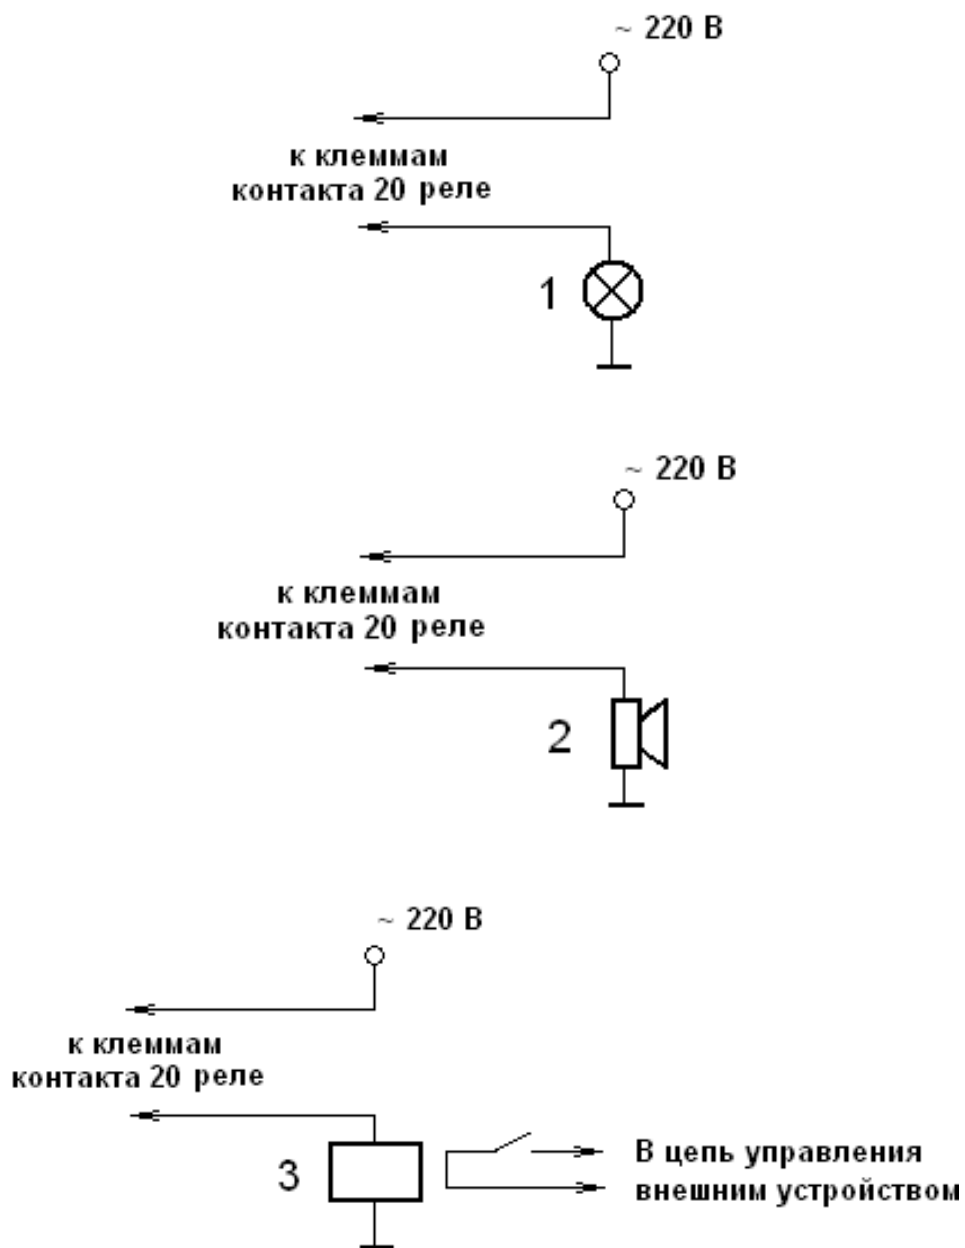 ~ 220 В
к клеммам
контакта 20 реле
1
~ 220 В
к клеммам
контакта 20 реле
2
~ 220 В
к клеммам
контакта 20 реле
3
В цепь управления
внешним устройством